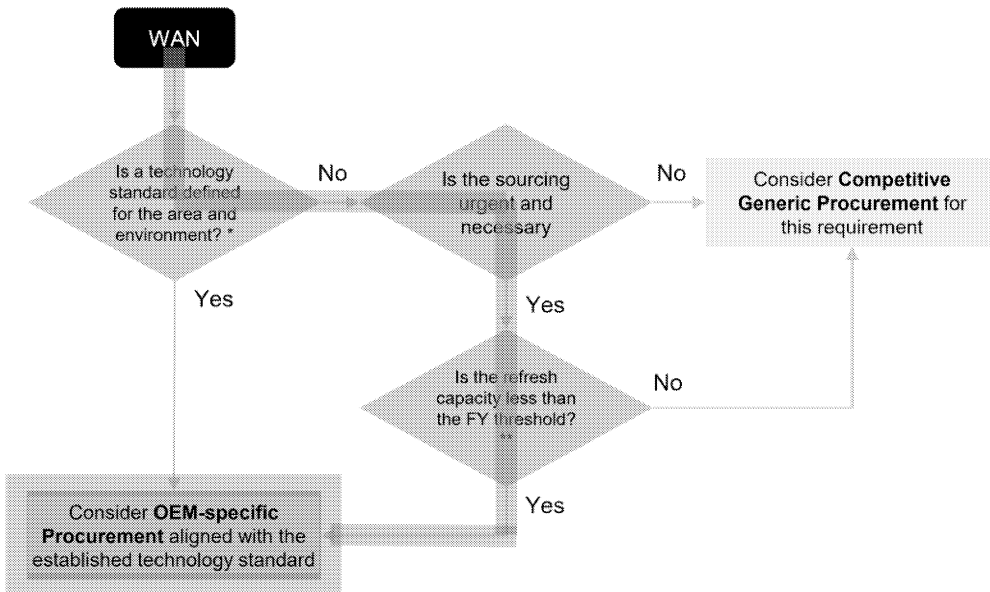 WAN
Is a technology
standard defined
for the area and
environment? *
No
Is the sourcing
urgent and
necessary
No
Consider Competitive
Generic Procurement for
this requirement
Yes
Yes
Is the refresh
capacity less than
the FY threshold?
**
No
Yes
Consider OEM-specific
Procurement aligned with the
established technology standard